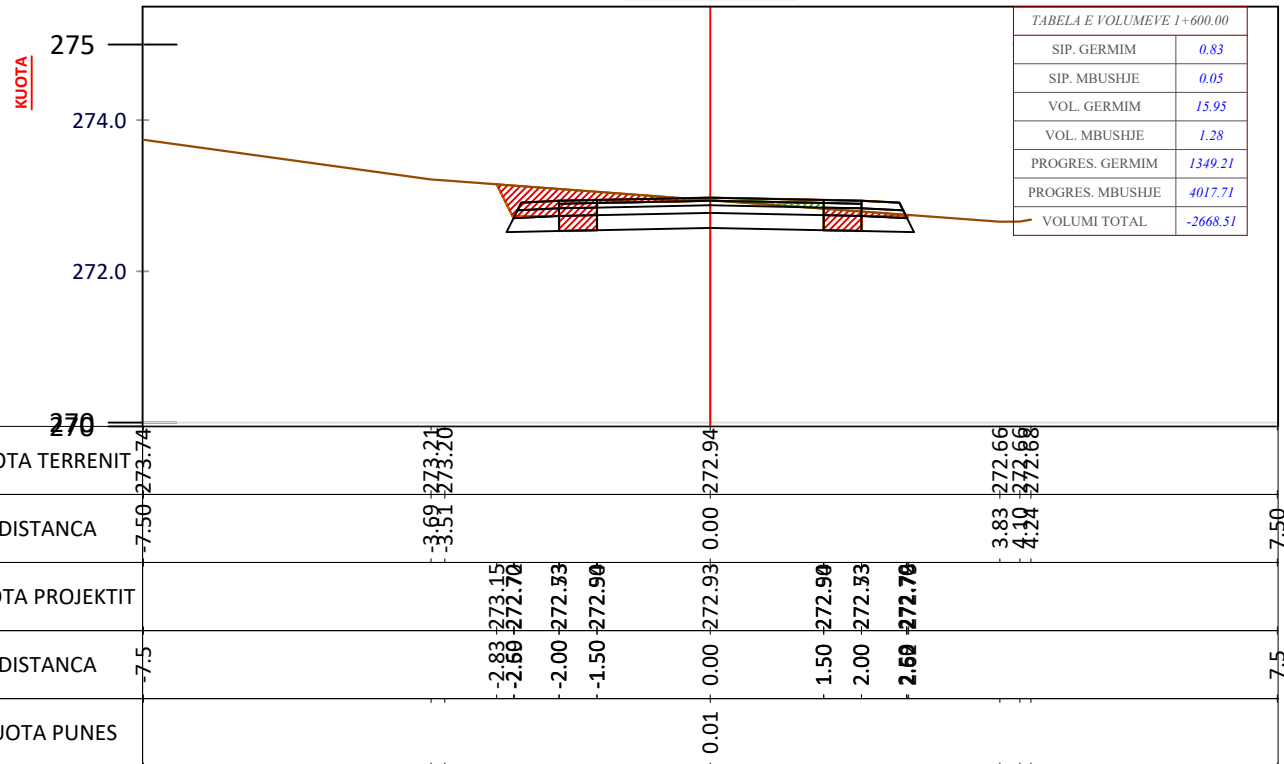 TABELA E VOLUMEVE 1+600.00
SIP. GERMIM 0.83
SIP. MBUSHJE 0.05
VOL. GERMIM 15.95
VOL. MBUSHJE 1.28
PROGRES. GERMIM 1349.21
PROGRES. MBUSHJE 4017.71
VOLUMI TOTAL -2668.51
KUOTA
275
274.0
272.0
270
OTA TERRENIT 273.74 273.21 273.20 272.94 272.66 272.66 272.68
DISTANCA -7.50 -3.69 -3.51 0.00 3.83 4.10 4.24 7.50
OTA PROJEKTIT 273.15 272.93
DISTANCA -7.5 -2.83 -2.00 -1.50 0.00 1.50 2.00 7.5
UOTA PUNES 0.01